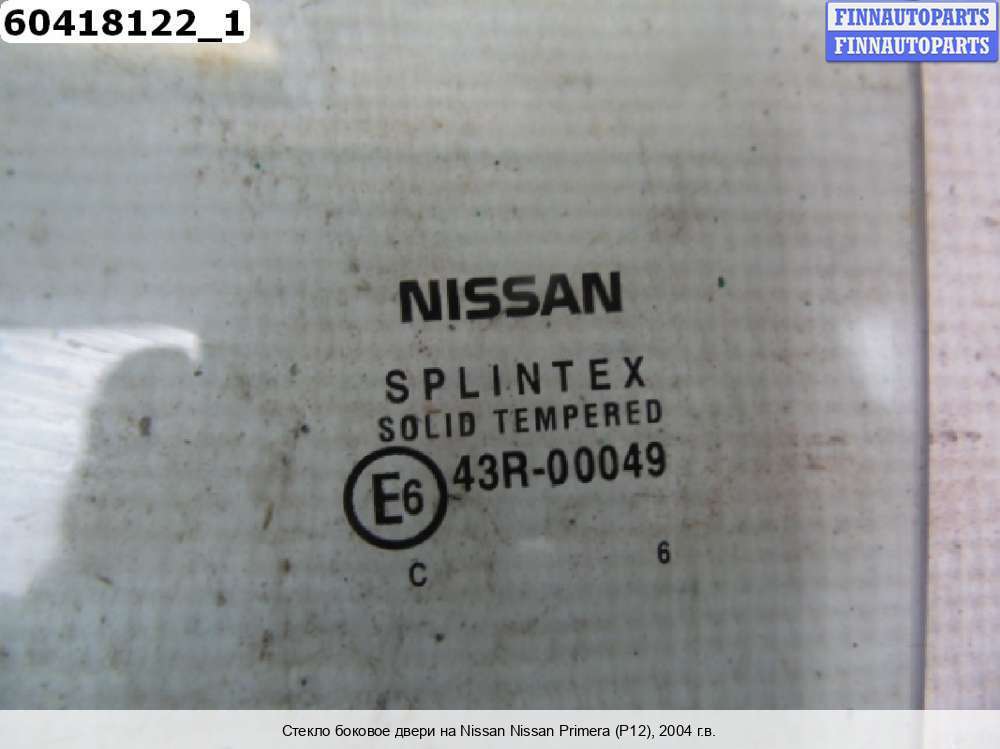 60418122_1
FINNAUTOPARTS
FINNAUTOPARTS
NISSAN
SPLINTEX
SOLID TEMPERED
E6 43R-00049
C 6
Стекло боковое двери на Nissan Nissan Primera (P12), 2004 г.в.